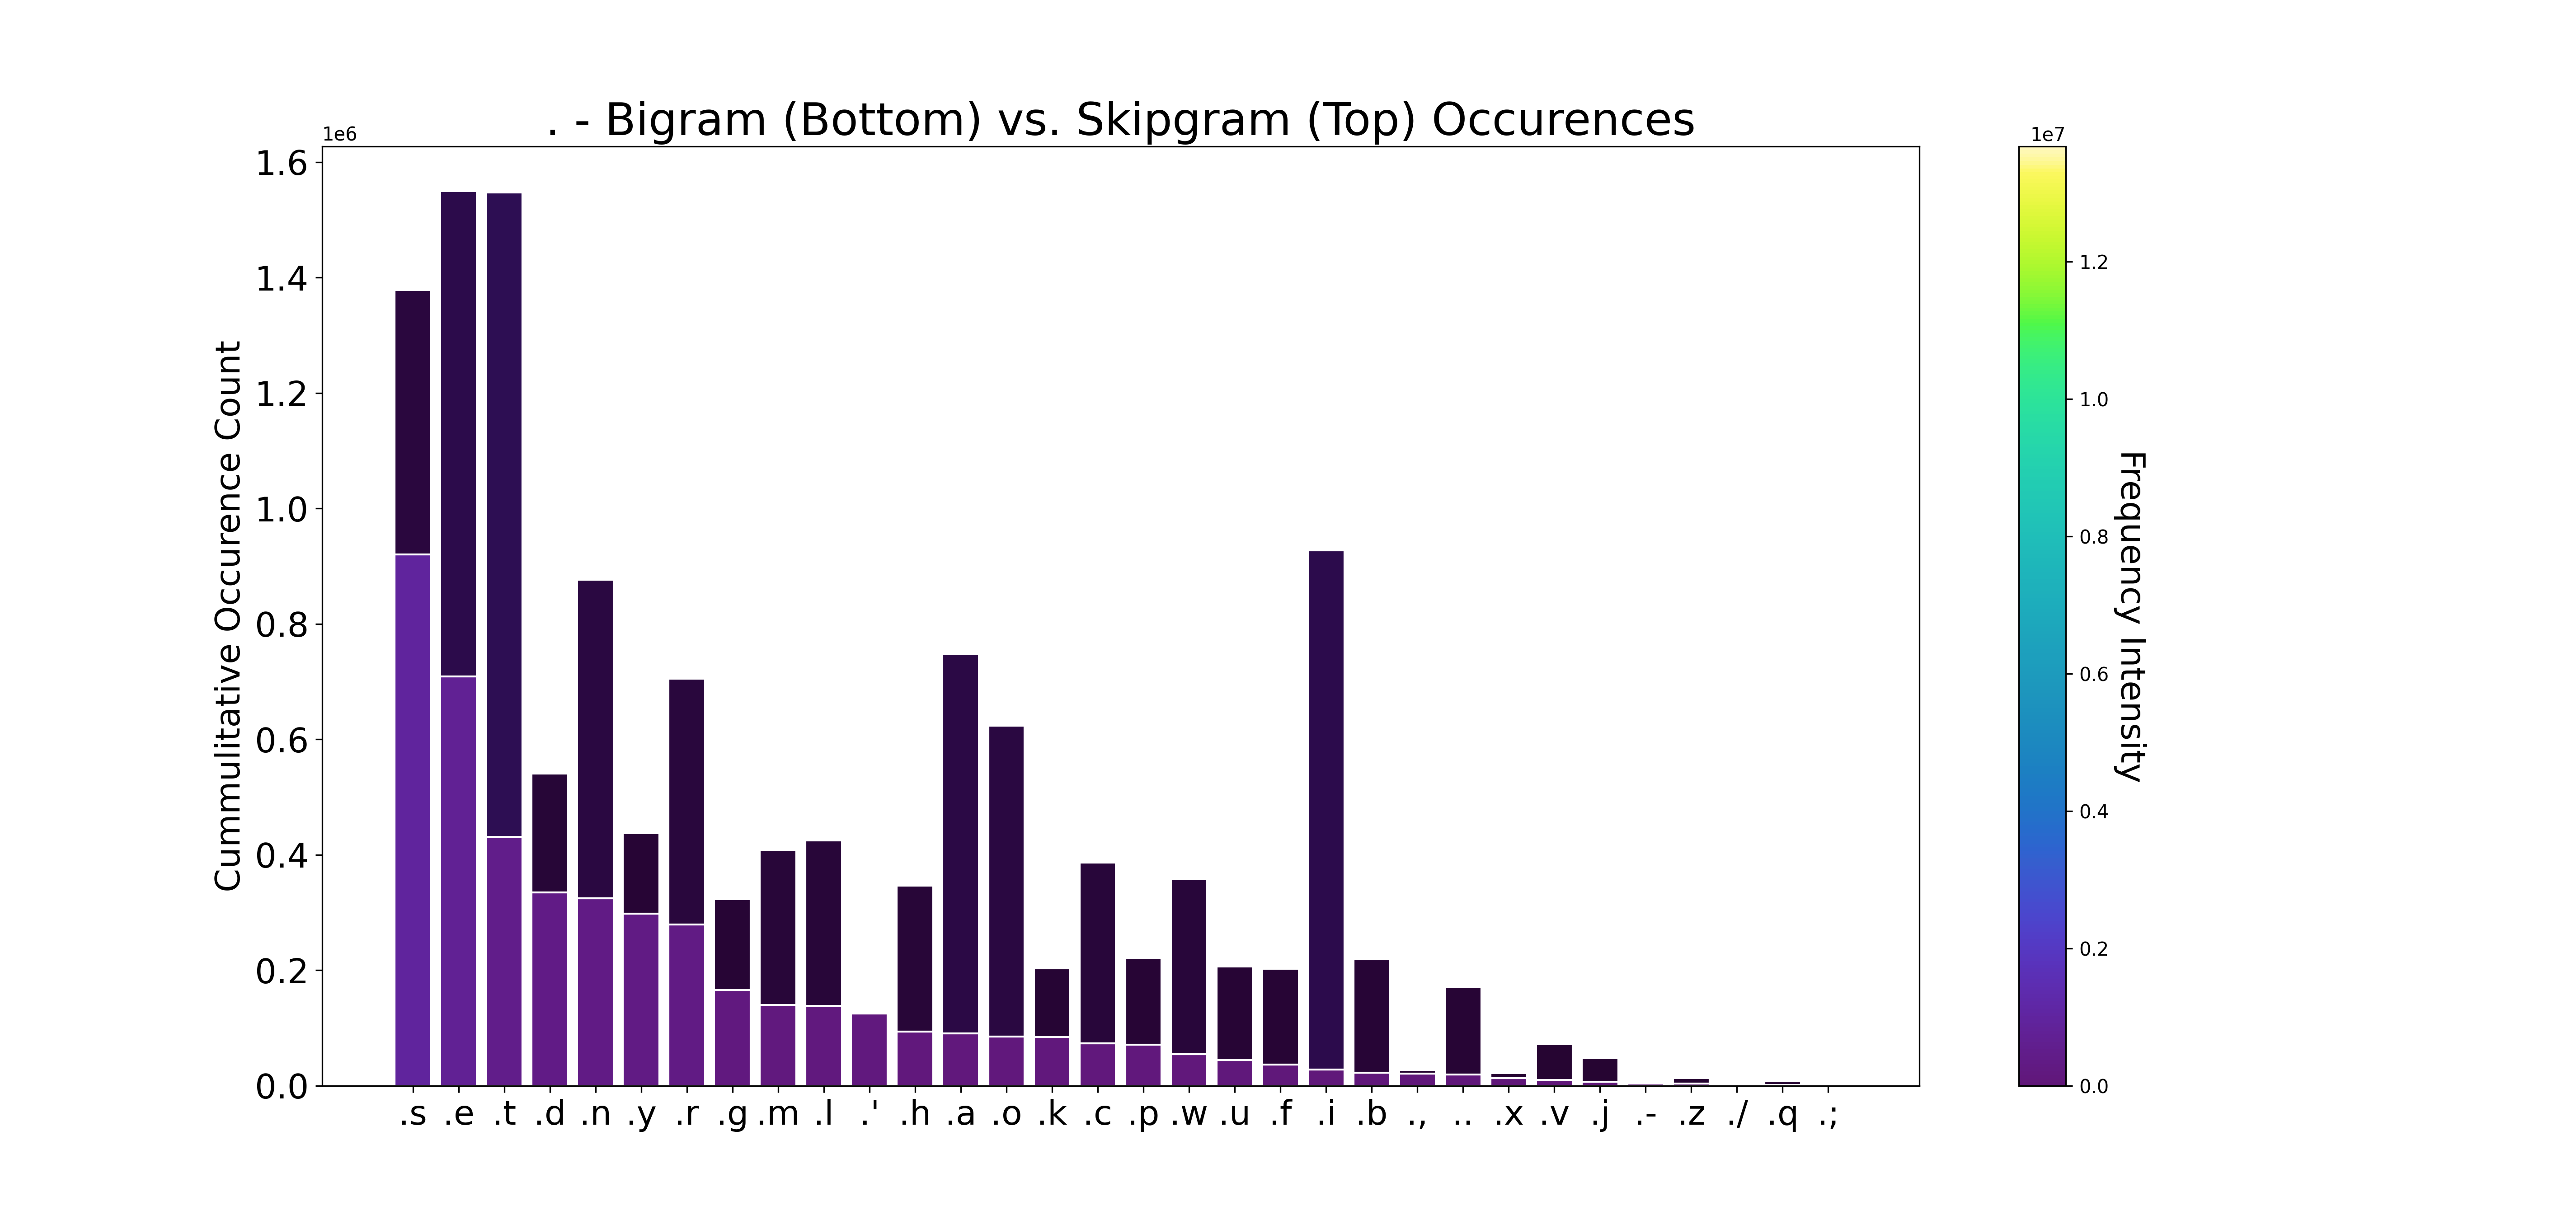 . - Bigram (Bottom) vs. Skipgram (Top) Occurences
1e6
1.6
1.4
1.2
1.0
0.8
0.6
0.4
0.2
0.0
Cummulitative Occurence Count
.s .e .t .d .n .y .r .g .m .l .' .h .a .o .k .c .p .w .u .f .i .b ., .. .x .v .j .- .z ./ .q .;
1e7
1.2
1.0
0.8
0.6
0.4
0.2
0.0
Frequency Intensity